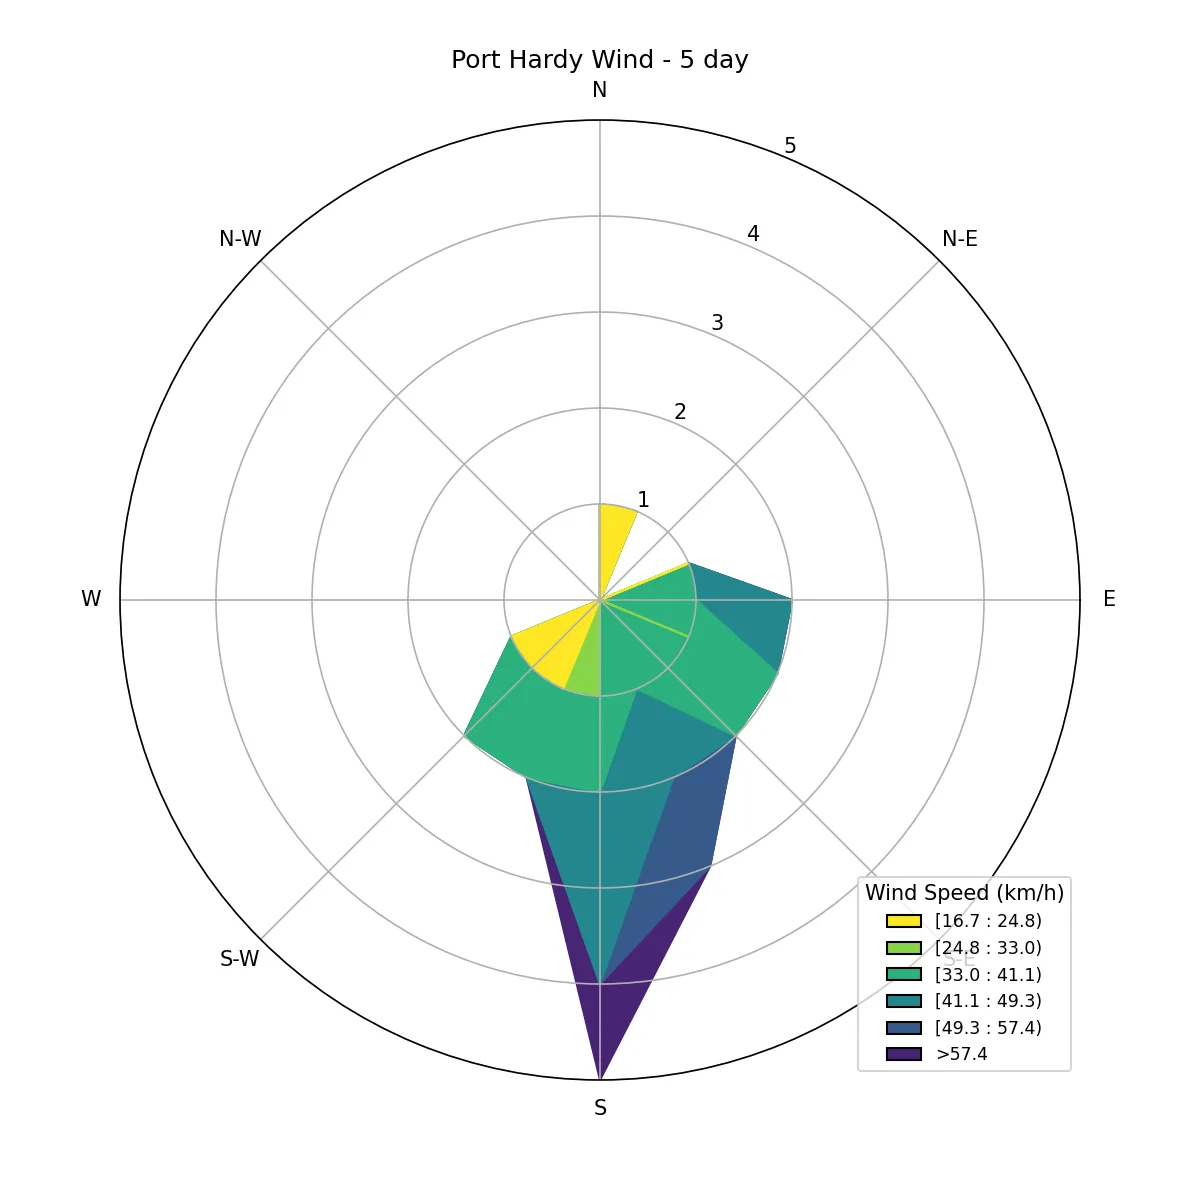 Port Hardy Wind - 5 day
N
5
N-W
N-E
4
3
2
1
W
E
Wind Speed (km/h)
[16.7 : 24.8)
[24.8 : 33.0)
S-W
S-E
[33.0 : 41.1)
[41.1 : 49.3)
[49.3 : 57.4)
>57.4
S